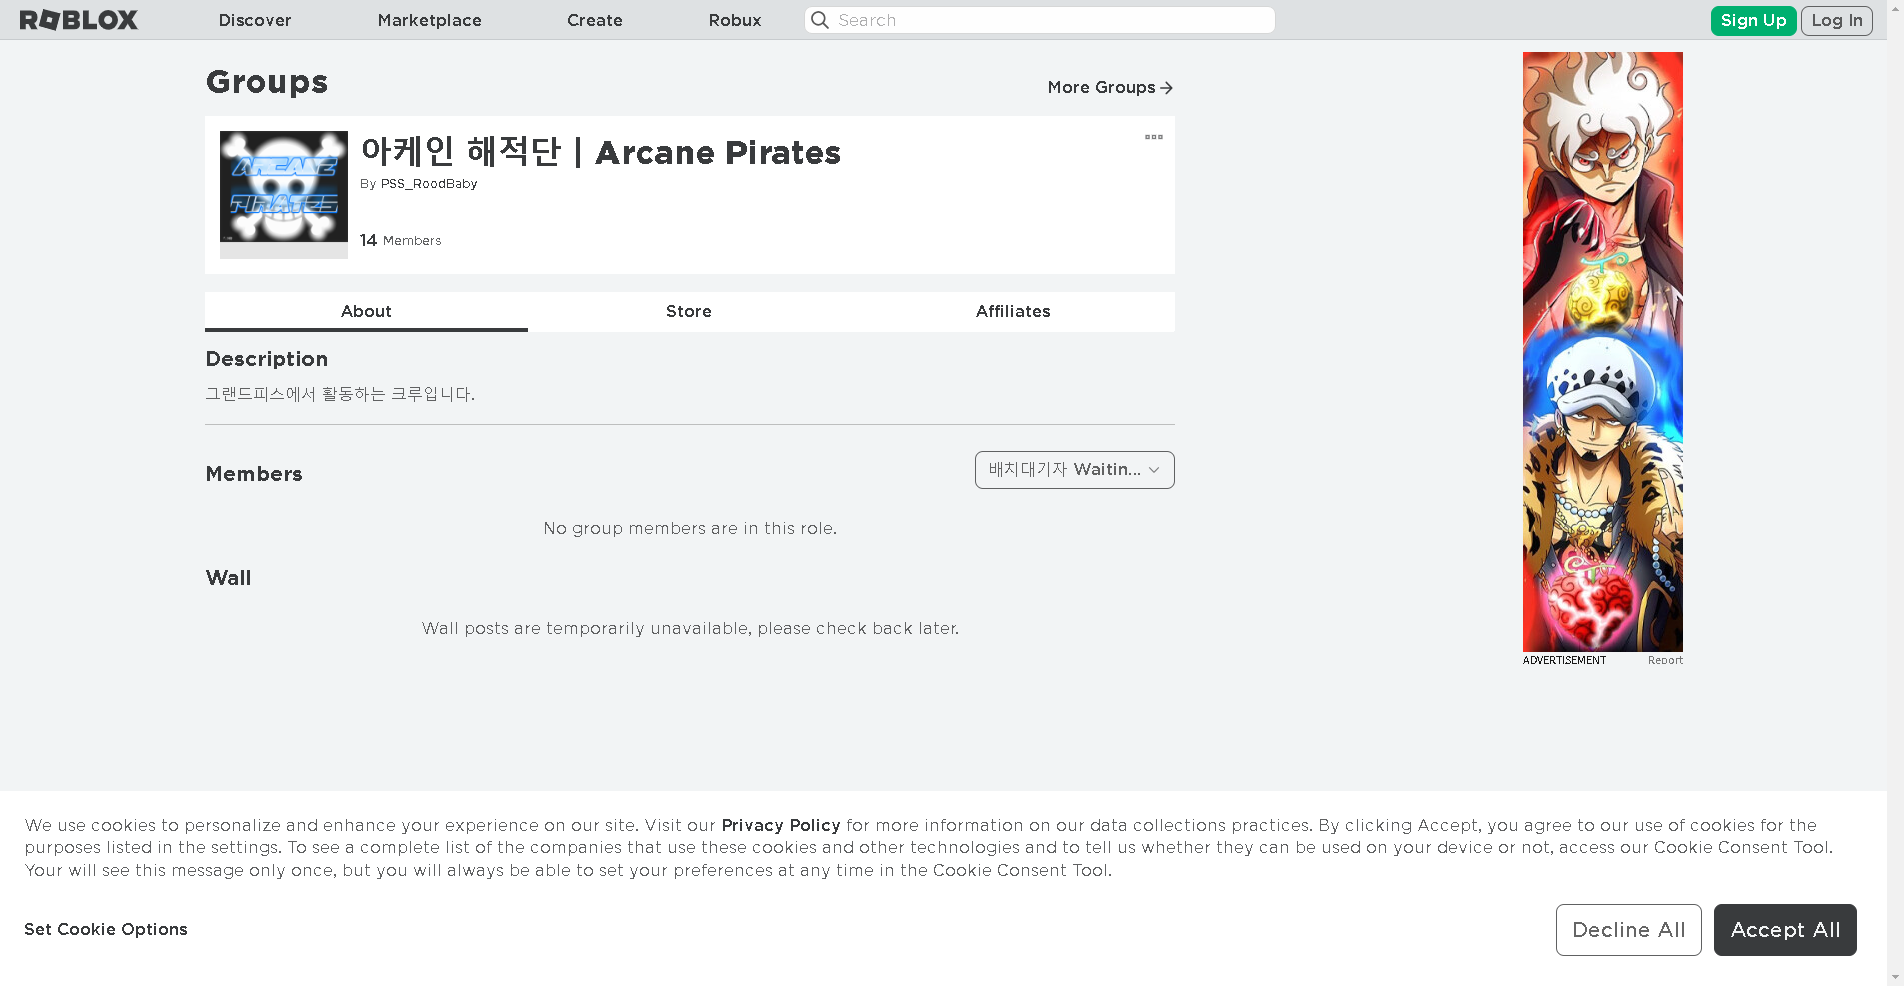 ROBLOX
Discover
Marketplace
Create
Robux
Search
Sign Up
Log In
Groups
More Groups
ARCANE
PIRATES
아케인 해적단 | Arcane Pirates
By PSS_RoodBaby
14 Members
About
Store
Affiliates
Description
그랜드피스에서 활동하는 크루입니다.
Members
배치대기자 Waitin...
No group members are in this role.
Wall
Wall posts are temporarily unavailable, please check back later.
ADVERTISEMENT
Report
We use cookies to personalize and enhance your experience on our site. Visit our Privacy Policy for more information on our data collections practices. By clicking Accept, you agree to our use of cookies for the
purposes listed in the settings. To see a complete list of the companies that use these cookies and other technologies and to tell us whether they can be used on your device or not, access our Cookie Consent Tool.
Your will see this message only once, but you will always be able to set your preferences at any time in the Cookie Consent Tool.
Set Cookie Options
Decline All
Accept All